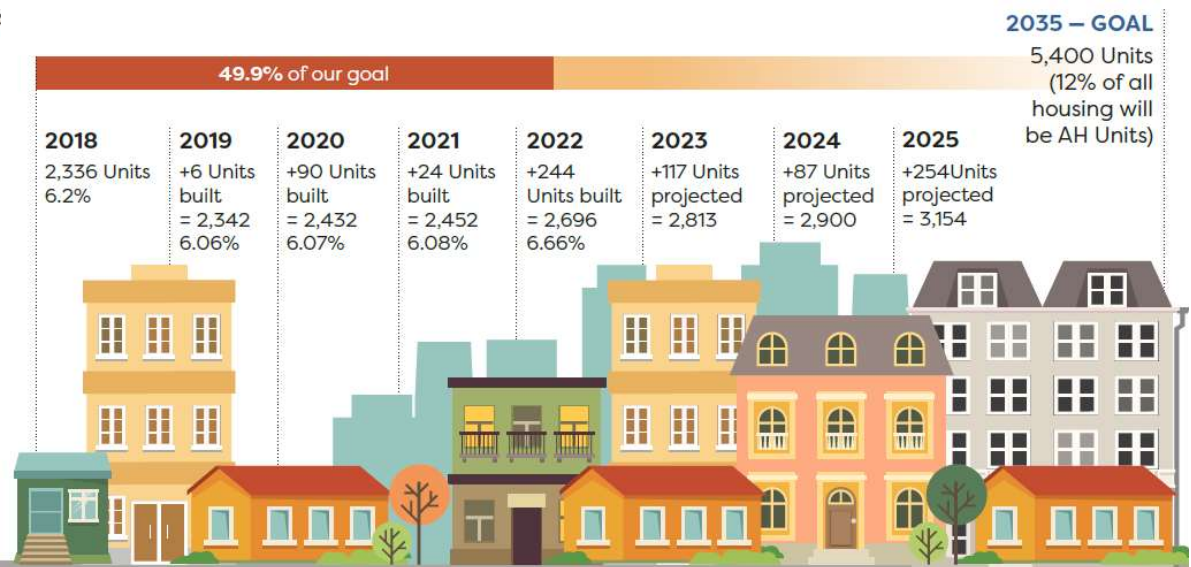 2035 – GOAL
5,400 Units
(12% of all
housing will
be AH Units)
49.9% of our goal
2018
2,336 Units
6.2%
2019
+6 Units
built
= 2,342
6.06%
2020
+90 Units
built
= 2,432
6.07%
2021
+24 Units
built
= 2,452
6.08%
2022
+244
Units built
= 2,696
6.66%
2023
+117 Units
projected
= 2,813
2024
+87 Units
projected
= 2,900
2025
+254Units
projected
= 3,154